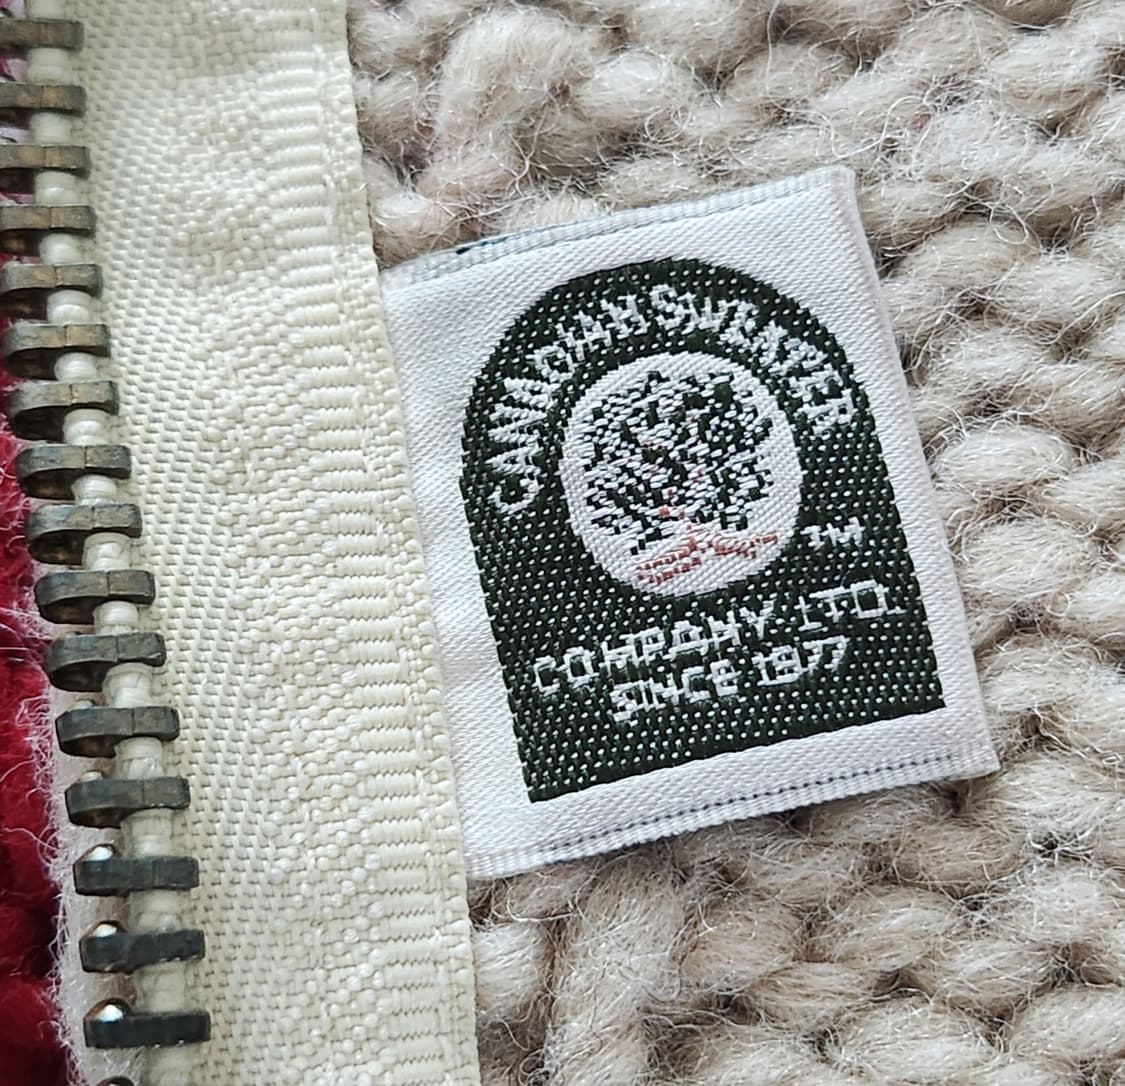 CANADIAN SWEATER
TM
COMPANY LTD.
SINCE 1977